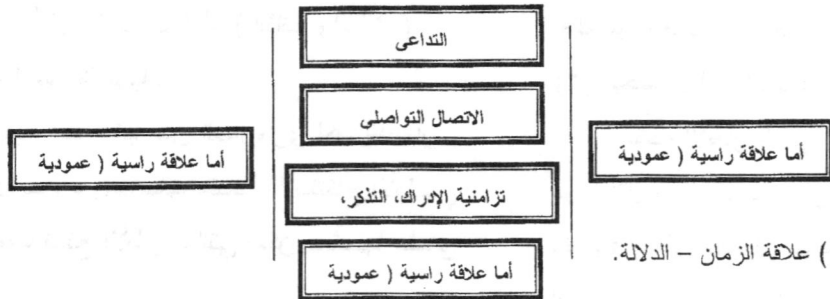 التداعى
الاتصال التواصلى
أما علاقة راسية ( عمودية
أما علاقة راسية ( عمودية
تزامنية الإدراك، التذكر،
) علاقة الزمان – الدلالة.
أما علاقة راسية ( عمودية